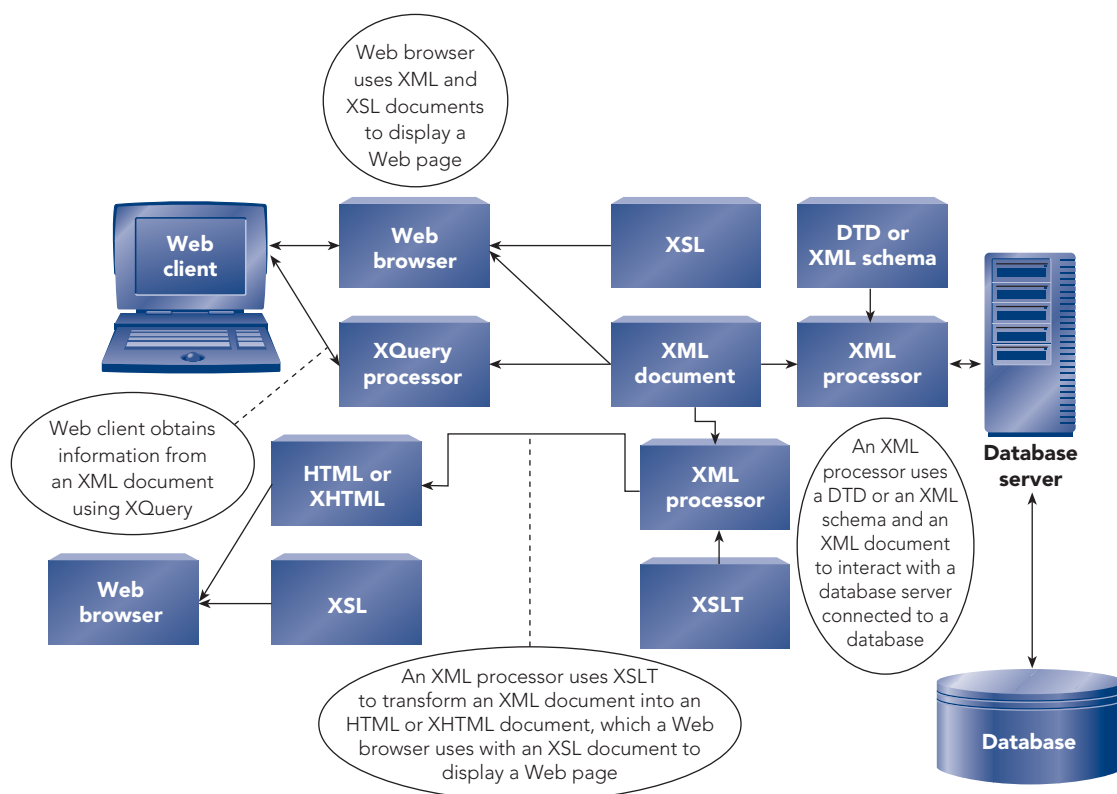 Web browser
uses XML and
XSL documents
to display a
Web page
Web
client
Web
browser
XSL
DTD or
XML schema
XQuery
processor
XML
document
XML
processor
Database
server
Web client obtains
information from
an XML document
using XQuery
HTML or
XHTML
XML
processor
An XML
processor uses
a DTD or an XML
schema and an
XML document
to interact with a
database server
connected to a
database
Web
browser
XSL
XSLT
An XML processor uses XSLT
to transform an XML document into an
HTML or XHTML document, which a Web
browser uses with an XSL document to
display a Web page
Database